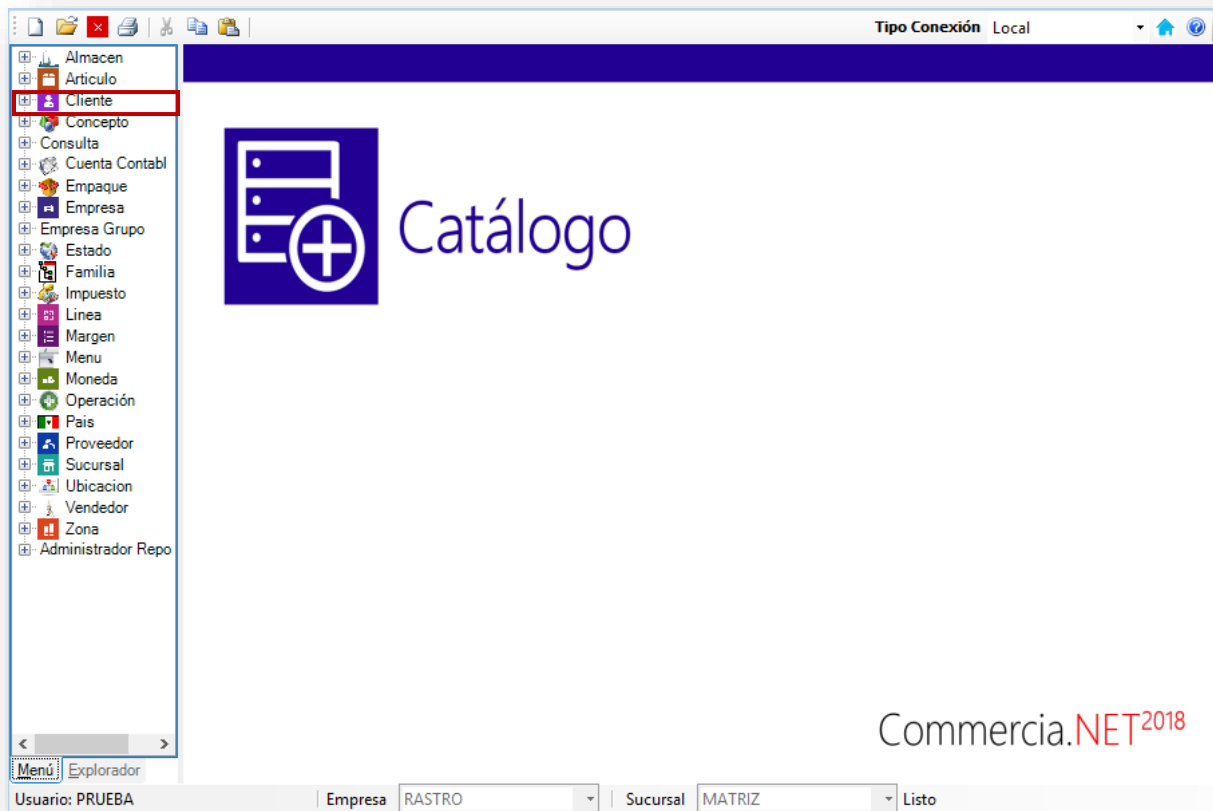 Tipo Conexión Local
Almacen
Articulo
Cliente
Concepto
Consulta
Cuenta Contabl
Empaque
Empresa
Empresa Grupo
Estado
Familia
Impuesto
Linea
Margen
Menu
Moneda
Operación
Pais
Proveedor
Sucursal
Ubicacion
Vendedor
Zona
Administrador Repo
Catálogo
Commercia.NET2018
Menú Explorador
Usuario: PRUEBA Empresa RASTRO Sucursal MATRIZ Listo